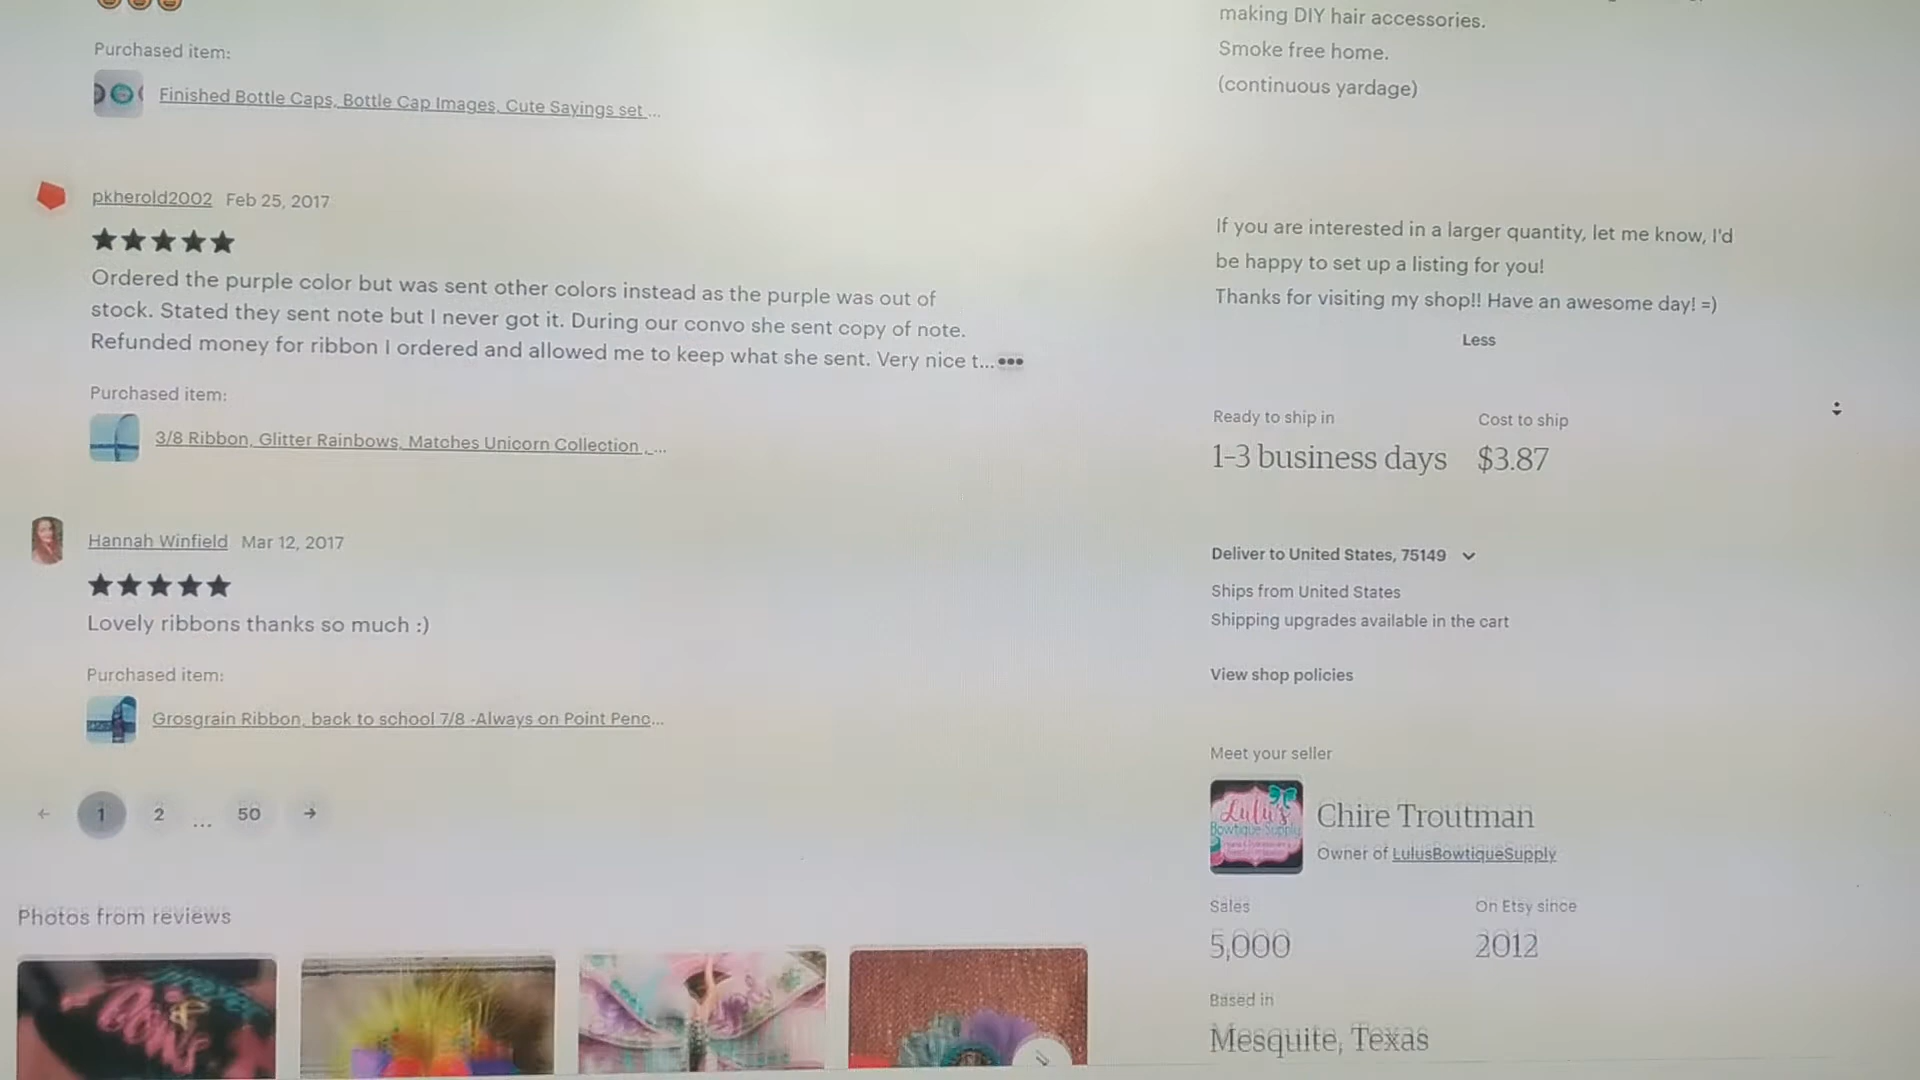 Purchased item:
Finished Bottle Caps, Bottle Cap Images, Cute Sayings set ...
pkherold2002 Feb 25, 2017
Ordered the purple color but was sent other colors instead as the purple was out of
stock. Stated they sent note but I never got it. During our convo she sent copy of note.
Refunded money for ribbon I ordered and allowed me to keep what she sent. Very nice t...
Purchased item:
3/8 Ribbon, Glitter Rainbows, Matches Unicorn Collection , ...
Hannah Winfield Mar 12, 2017
Lovely ribbons thanks so much :)
Purchased item:
Grosgrain Ribbon, back to school 7/8 -Always on Point Penc...
1 2 ... 50
Photos from reviews
making DIY hair accessories.
Smoke free home.
(continuous yardage)
If you are interested in a larger quantity, let me know, I'd
be happy to set up a listing for you!
Thanks for visiting my shop!! Have an awesome day! =)
Less
Ready to ship in
1-3 business days
Cost to ship
$3.87
Deliver to United States, 75149
Ships from United States
Shipping upgrades available in the cart
View shop policies
Meet your seller
Lulu's
Bowtique Supply
Chire Troutman
Owner of LulusBowtiqueSupply
Sales
5,000
On Etsy since
2012
Based in
Mesquite, Texas